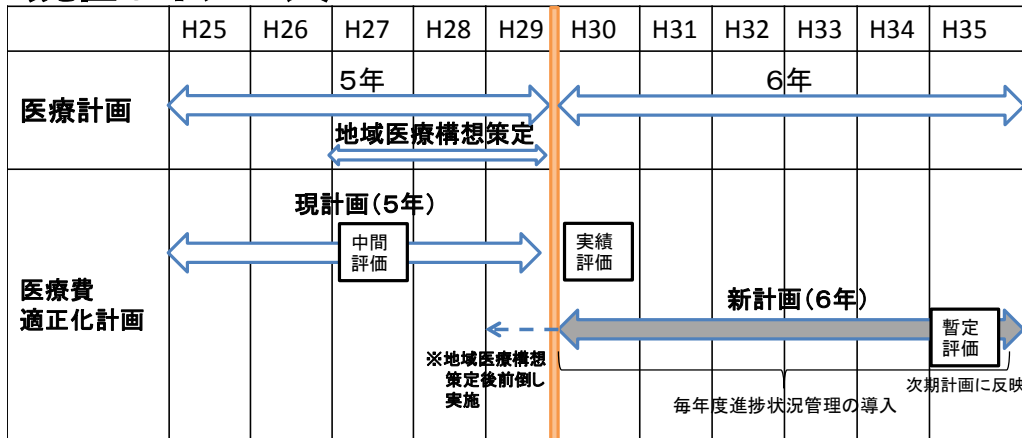 H25 H26 H27 H28 H29 H30 H31 H32 H33 H34 H35
医療計画
5年
6年
地域医療構想策定
医療費
適正化計画
現計画(5年)
中間
評価
実績
評価
新計画(6年)
暫定
評価
※地域医療構想
策定後前倒し
実施
次期計画に反映
毎年度進捗状況管理の導入